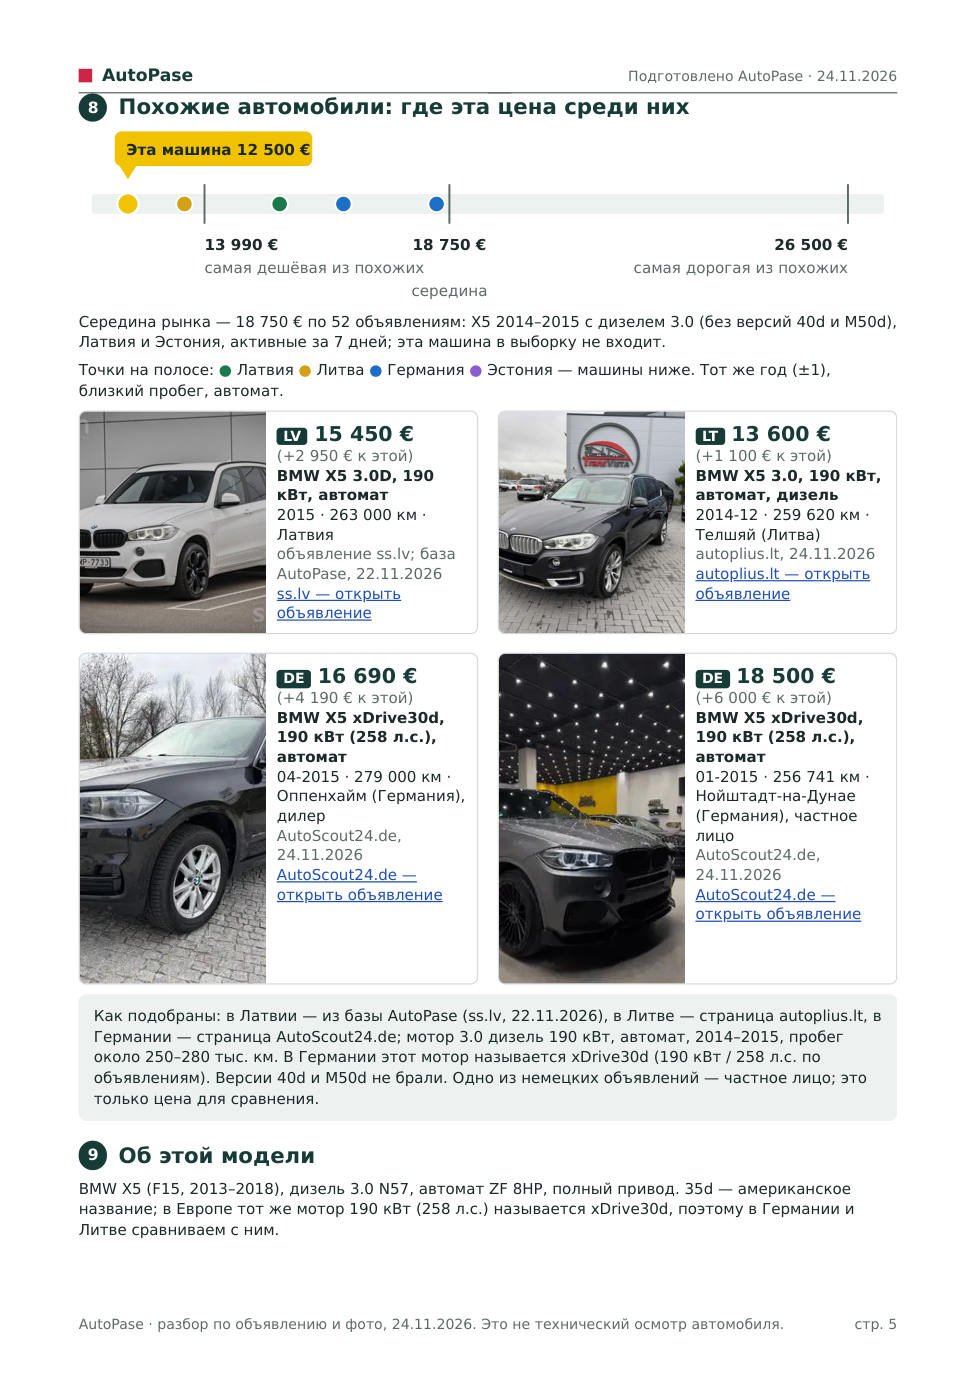 AutoPase
Подготовлено AutoPase · 24.11.2026
8 Похожие автомобили: где эта цена среди них
Эта машина 12 500 €
13 990 €
самая дешёвая из похожих
18 750 €
середина
26 500 €
самая дорогая из похожих
Середина рынка — 18 750 € по 52 объявлениям: X5 2014–2015 с дизелем 3.0 (без версий 40d и M50d),
Латвия и Эстония, активные за 7 дней; эта машина в выборку не входит.
Точки на полосе: ● Латвия ● Литва ● Германия ● Эстония — машины ниже. Тот же год (±1),
близкий пробег, автомат.
LV 15 450 €
(+2 950 € к этой)
BMW X5 3.0D, 190
кВт, автомат
2015 · 263 000 км ·
Латвия
объявление ss.lv; база
AutoPase, 22.11.2026
ss.lv — открыть
объявление
LT 13 600 €
(+1 100 € к этой)
BMW X5 3.0, 190 кВт,
автомат, дизель
2014-12 · 259 620 км ·
Телшяй (Литва)
autoplius.lt, 24.11.2026
autoplius.lt — открыть
объявление
DE 16 690 €
(+4 190 € к этой)
BMW X5 xDrive30d,
190 кВт (258 л.с.),
автомат
04-2015 · 279 000 км ·
Оппенхайм (Германия),
дилер
AutoScout24.de,
24.11.2026
AutoScout24.de —
открыть объявление
DE 18 500 €
(+6 000 € к этой)
BMW X5 xDrive30d,
190 кВт (258 л.с.),
автомат
01-2015 · 256 741 км ·
Нойштадт-на-Дунае
(Германия), частное
лицо
AutoScout24.de,
24.11.2026
AutoScout24.de —
открыть объявление
Как подобраны: в Латвии — из базы AutoPase (ss.lv, 22.11.2026), в Литве — страница autoplius.lt, в
Германии — страница AutoScout24.de; мотор 3.0 дизель 190 кВт, автомат, 2014–2015, пробег
около 250–280 тыс. км. В Германии этот мотор называется xDrive30d (190 кВт / 258 л.с. по
объявлениям). Версии 40d и M50d не брали. Одно из немецких объявлений — частное лицо; это
только цена для сравнения.
9 Об этой модели
BMW X5 (F15, 2013–2018), дизель 3.0 N57, автомат ZF 8HP, полный привод. 35d — американское
название; в Европе тот же мотор 190 кВт (258 л.с.) называется xDrive30d, поэтому в Германии и
Литве сравниваем с ним.
AutoPase · разбор по объявлению и фото, 24.11.2026. Это не технический осмотр автомобиля.
стр. 5